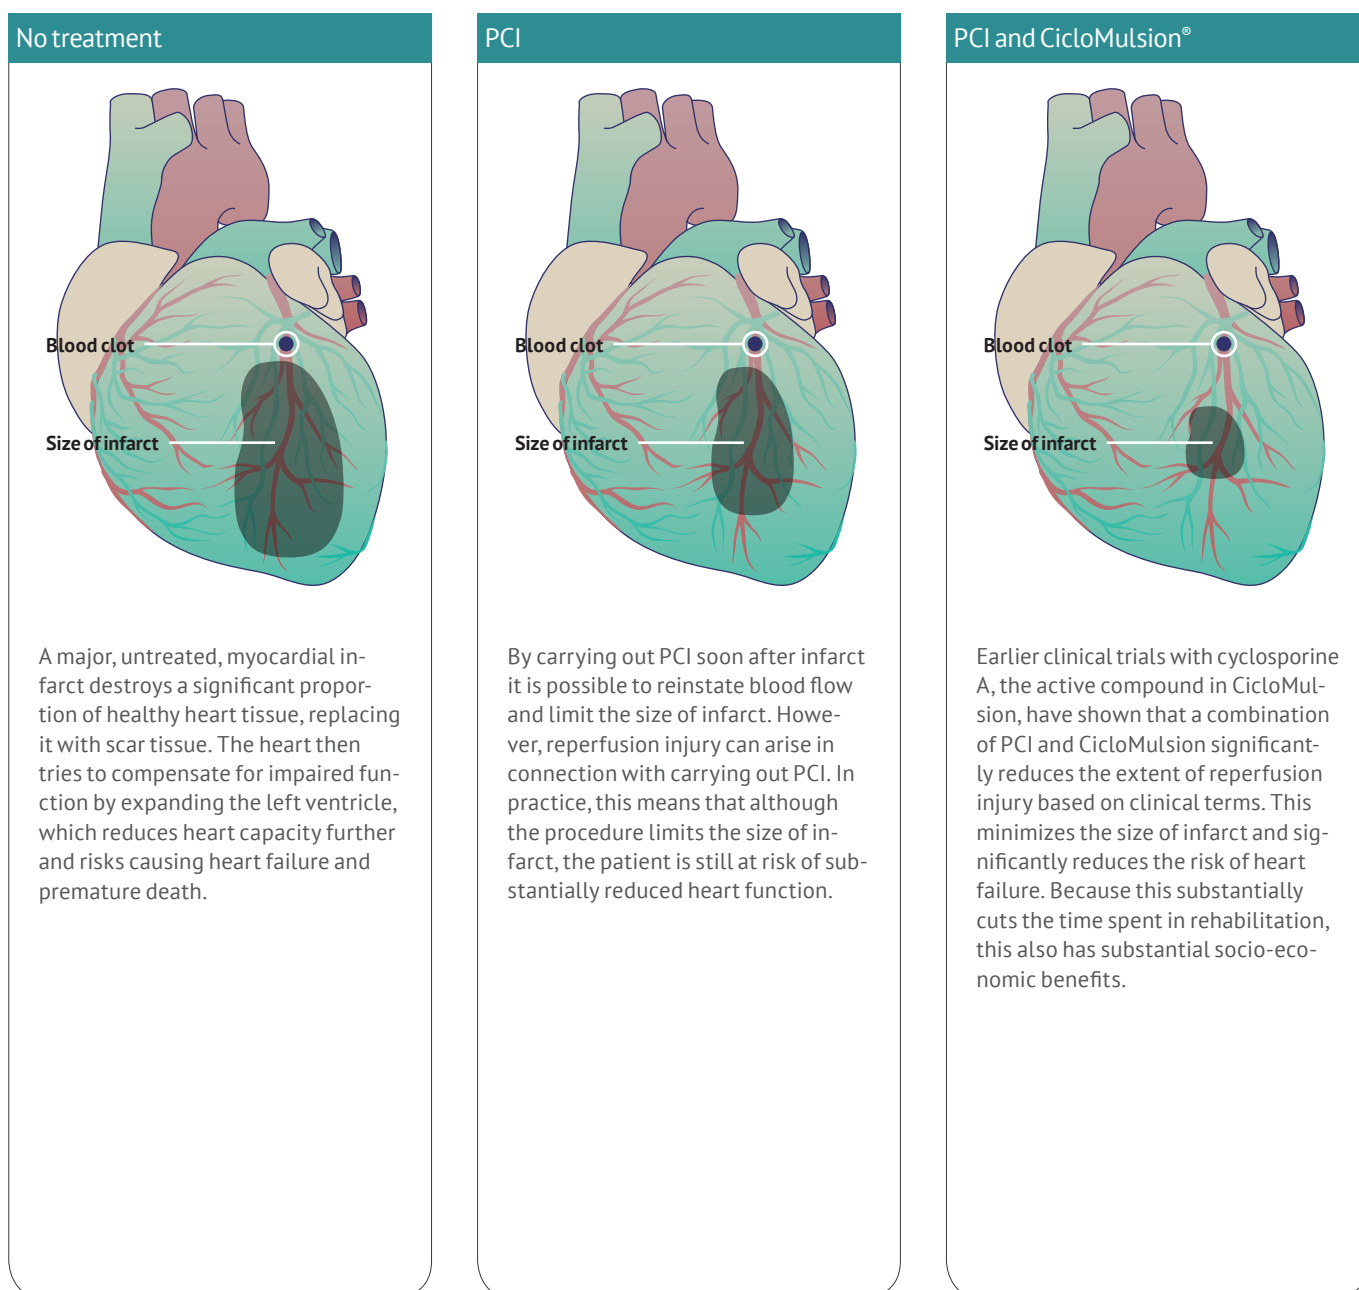 No treatment
Blood clot
Size of infarct
A major, untreated, myocardial in-
farct destroys a significant propor-
tion of healthy heart tissue, replacing
it with scar tissue. The heart then
tries to compensate for impaired fun-
ction by expanding the left ventricle,
which reduces heart capacity further
and risks causing heart failure and
premature death.
PCI
Blood clot
Size of infarct
By carrying out PCI soon after infarct
it is possible to reinstate blood flow
and limit the size of infarct. Howe-
ver, reperfusion injury can arise in
connection with carrying out PCI. In
practice, this means that although
the procedure limits the size of in-
farct, the patient is still at risk of sub-
stantially reduced heart function.
PCI and CicloMulsion®
Blood clot
Size of infarct
Earlier clinical trials with cyclosporine
A, the active compound in CicloMul-
sion, have shown that a combination
of PCI and CicloMulsion significant-
ly reduces the extent of reperfusion
injury based on clinical terms. This
minimizes the size of infarct and sig-
nificantly reduces the risk of heart
failure. Because this substantially
cuts the time spent in rehabilitation,
this also has substantial socio-eco-
nomic benefits.